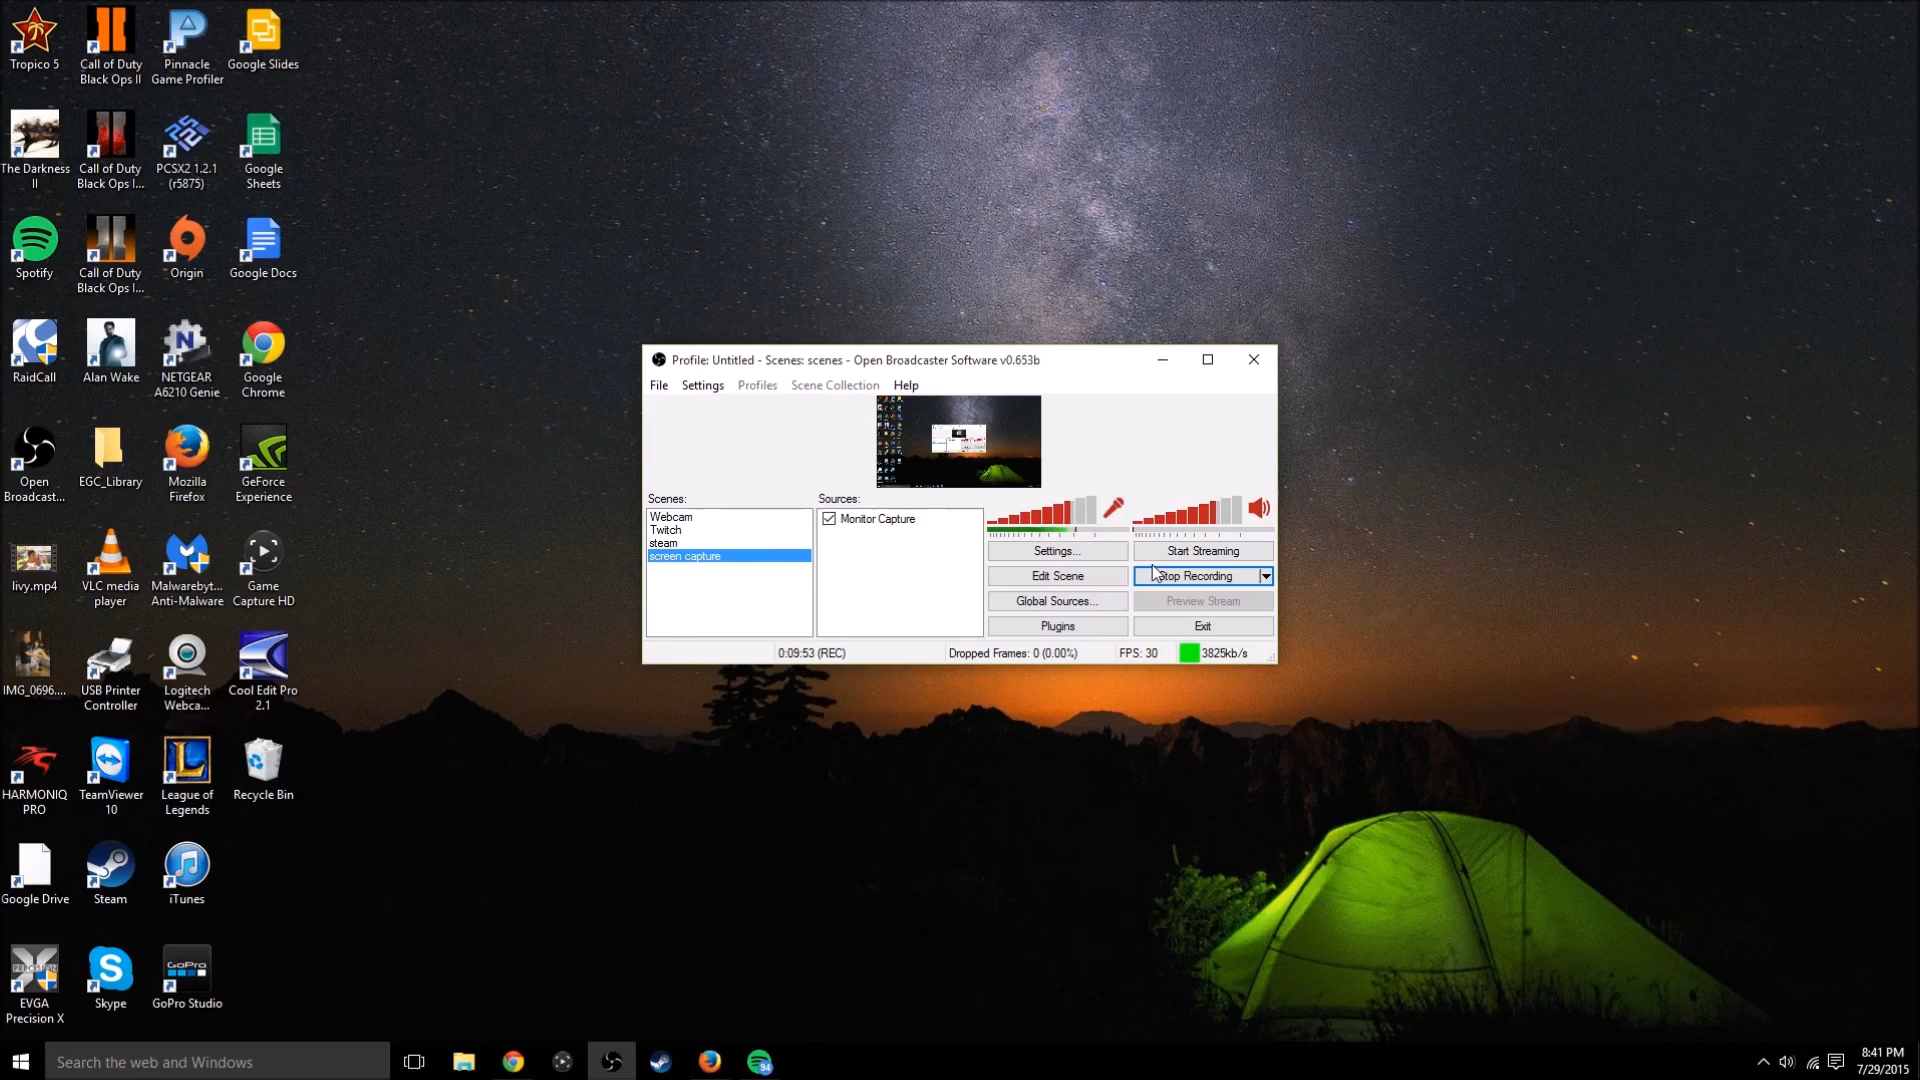 Tropico 5
Call of Duty
Black Ops II
Pinnacle
Game Profiler
Google Slides
The Darkness
II
Call of Duty
Black Ops I...
PCSX2 1.2.1
(r5875)
Google
Sheets
Spotify
Call of Duty
Black Ops I...
Origin
Google Docs
RaidCall
Alan Wake
NETGEAR
A6210 Genie
Google
Chrome
Open
Broadcast...
EGC_Library
Mozilla
Firefox
GeForce
Experience
livy.mp4
VLC media
player
Malwarebyt...
Anti-Malware
Game
Capture HD
IMG_0696....
USB Printer
Controller
Logitech
Webca...
Cool Edit Pro
2.1
HARMONIQ
PRO
TeamViewer
10
League of
Legends
Recycle Bin
Google Drive
Steam
iTunes
PRECISION
EVGA
Precision X
Skype
GoPro
GoPro Studio
Profile: Untitled - Scenes: scenes - Open Broadcaster Software v0.653b
File Settings Profiles Scene Collection Help
Scenes:
Webcam
Twitch
steam
screen capture
Sources:
Monitor Capture
Settings...
Start Streaming
Edit Scene
Stop Recording
Global Sources...
Preview Stream
Plugins
Exit
0:09:53 (REC)
Dropped Frames: 0 (0.00%)
FPS: 30
3825kb/s
Search the web and Windows
94
8:41 PM
7/29/2015